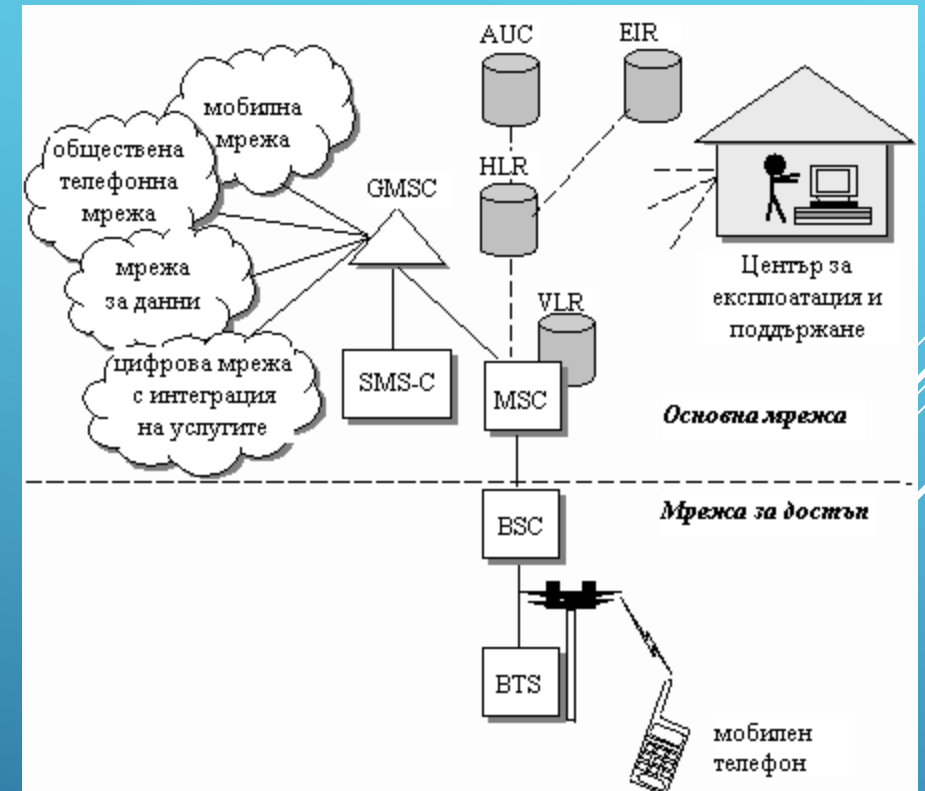 AUC
EIR
мобилна
мрежа
обществена
телефонна
мрежа
HLR
GMSC
мрежа
за данни
Център за
експлоатация и
поддържане
VLR
цифрова мрежа
с интеграция
на услугите
SMS-C
MSC
Основна мрежа
Мрежа за достъп
BSC
BTS
мобилен
телефон